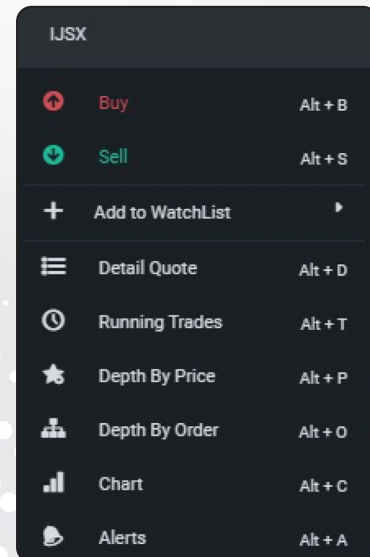 IJSX
Buy Alt + B
Sell Alt + S
Add to WatchList
Detail Quote Alt + D
Running Trades Alt + T
Depth By Price Alt + P
Depth By Order Alt + O
Chart Alt + C
Alerts Alt + A